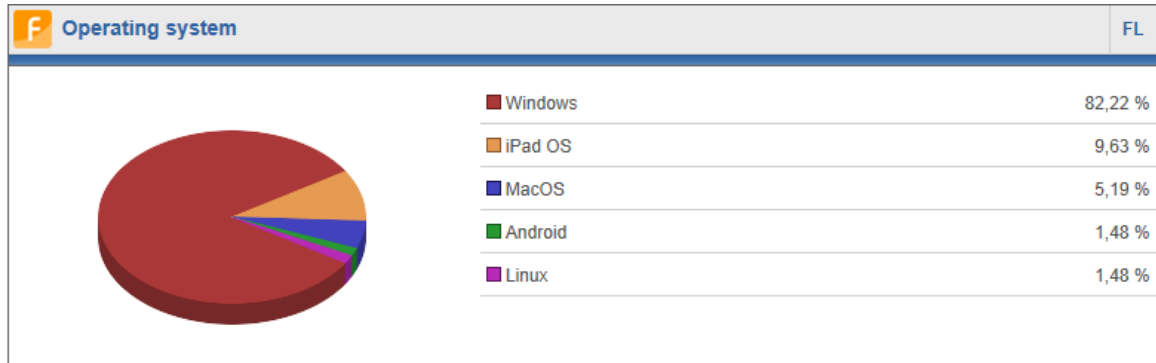 F Operating system FL
Windows 82,22 %
iPad OS 9,63 %
MacOS 5,19 %
Android 1,48 %
Linux 1,48 %